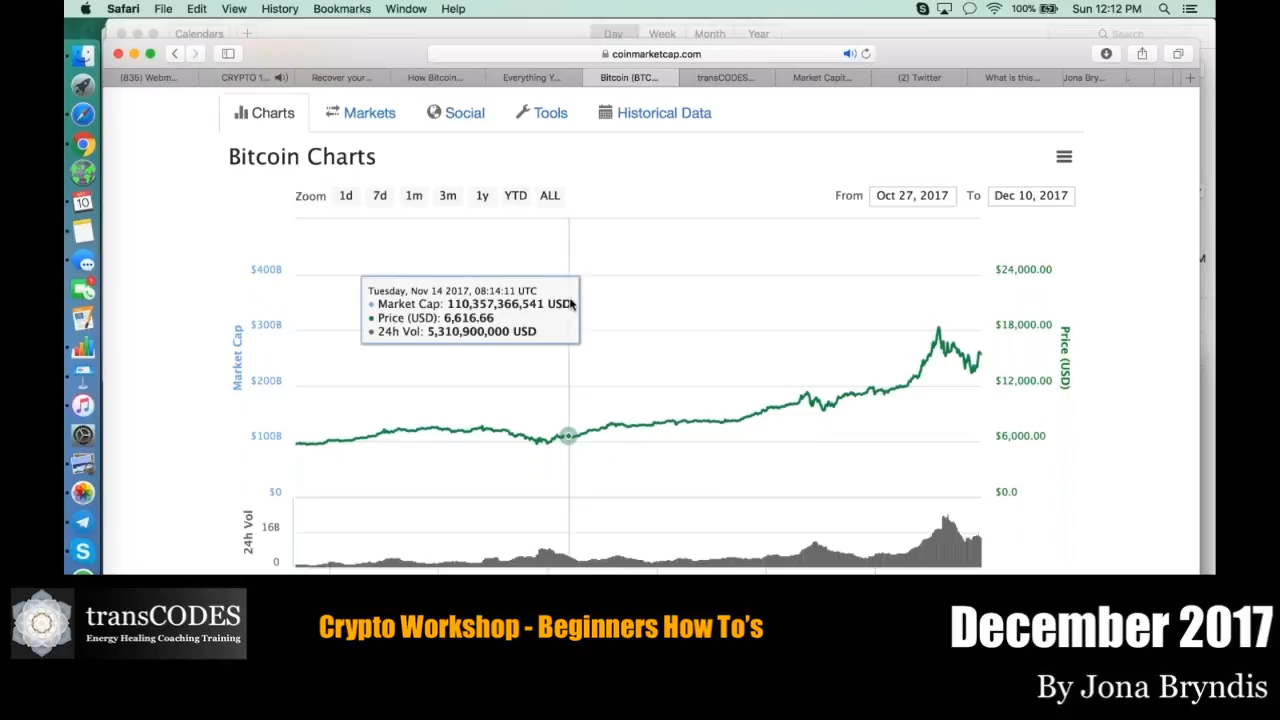 Safari File Edit View History Bookmarks Window Help 100% Sun 12:12 PM
Calendars + Day Week Month Year Search
coinmarketcap.com
(836) Webm... CRYPTO 1... Recover your... How Bitcoin... Everything Y... Bitcoin (BTC... transCODES... Market Capit... (2) Twitter What is this... Jona Bry... +
Charts Markets Social Tools Historical Data
Bitcoin Charts
Zoom 1d 7d 1m 3m 1y YTD ALL From Oct 27, 2017 To Dec 10, 2017
$400B $24,000.00
Tuesday, Nov 14 2017, 08:14:11 UTC
Market Cap: 110,357,366,541 USD
Price (USD): 6,616.66
24h Vol: 5,310,900,000 USD
$300B $18,000.00
Market Cap Price (USD)
$200B $12,000.00
$100B $6,000.00
$0 $0.0
24h Vol
16B
0
10
transCODES
Energy Healing Coaching Training
Crypto Workshop - Beginners How To's
December 2017
By Jona Bryndis